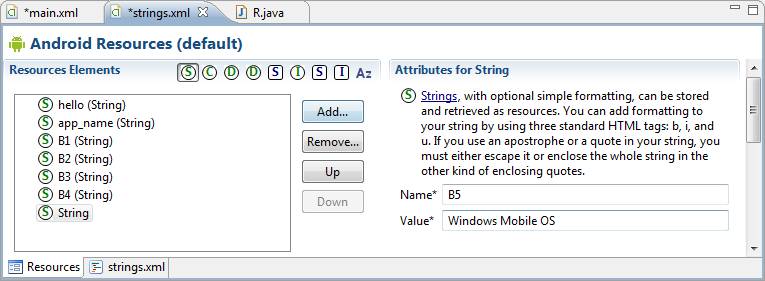 *main.xml
*strings.xml
R.java
Android Resources (default)
Resources Elements
S C D D S I S I Az
hello (String)
app_name (String)
B1 (String)
B2 (String)
B3 (String)
B4 (String)
String
Add...
Remove...
Up
Down
Attributes for String
Strings, with optional simple formatting, can be stored
and retrieved as resources. You can add formatting to
your string by using three standard HTML tags: b, i, and
u. If you use an apostrophe or a quote in your string, you
must either escape it or enclose the whole string in the
other kind of enclosing quotes.
Name* B5
Value* Windows Mobile OS
Resources
strings.xml